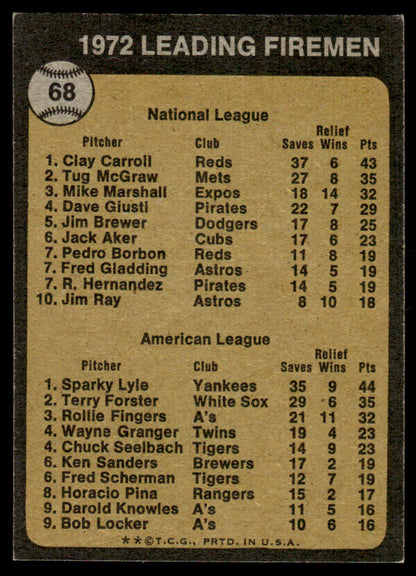 1972 LEADING FIREMEN
68
National League
Relief
Pitcher Club Saves Wins Pts
1. Clay Carroll Reds 37 6 43
2. Tug McGraw Mets 27 8 35
3. Mike Marshall Expos 18 14 32
4. Dave Giusti Pirates 22 7 29
5. Jim Brewer Dodgers 17 8 25
6. Jack Aker Cubs 17 6 23
7. Pedro Borbon Reds 11 8 19
7. Fred Gladding Astros 14 5 19
7. R. Hernandez Pirates 14 5 19
10. Jim Ray Astros 8 10 18
American League
Relief
Pitcher Club Saves Wins Pts
1. Sparky Lyle Yankees 35 9 44
2. Terry Forster White Sox 29 6 35
3. Rollie Fingers A's 21 11 32
4. Wayne Granger Twins 19 4 23
4. Chuck Seelbach Tigers 14 9 23
6. Ken Sanders Brewers 17 2 19
6. Fred Scherman Tigers 12 7 19
8. Horacio Pina Rangers 15 2 17
9. Darold Knowles A's 11 5 16
9. Bob Locker A's 10 6 16
**©T.C.G., PRTD. IN U.S.A.